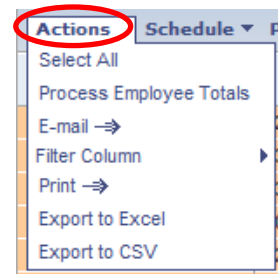 Actions Schedule ▼
Select All
Process Employee Totals
E-mail -->
Filter Column
Print -->
Export to Excel
Export to CSV